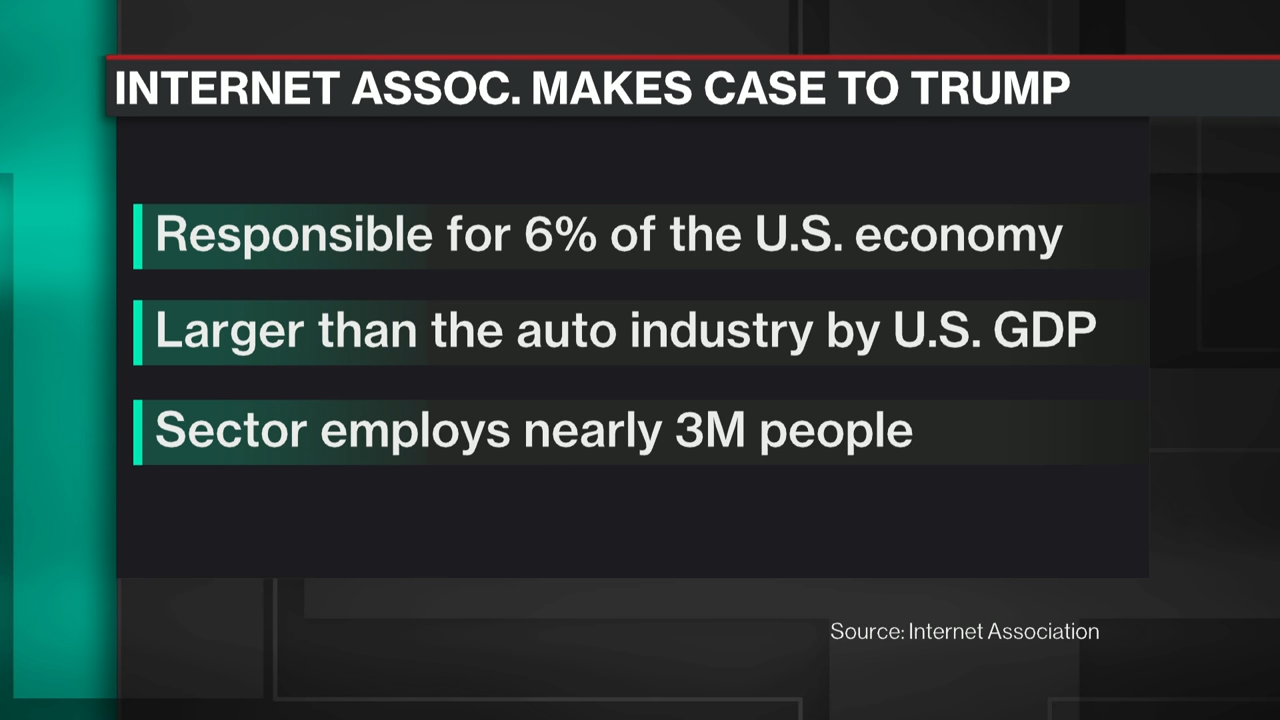 INTERNET ASSOC. MAKES CASE TO TRUMP
Responsible for 6% of the U.S. economy
Larger than the auto industry by U.S. GDP
Sector employs nearly 3M people
Source: Internet Association